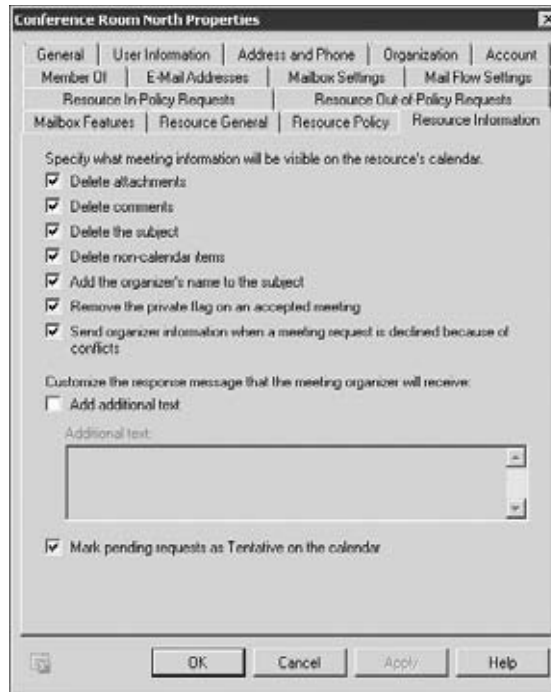 Conference Room North Properties
General User Information Address and Phone Organization Account
Member Of E-Mail Addresses Mailbox Settings Mail Flow Settings
Resource In-Policy Requests Resource Out-of-Policy Requests
Mailbox Features Resource General Resource Policy Resource Information
Specify what meeting information will be visible on the resource's calendar.
Delete attachments
Delete comments
Delete the subject
Delete non-calendar items
Add the organizer's name to the subject
Remove the private flag on an accepted meeting
Send organizer information when a meeting request is declined because of
conflicts
Customize the response message that the meeting organizer will receive:
Add additional text
Additional text:
Mark pending requests as Tentative on the calendar
OK Cancel Apply Help